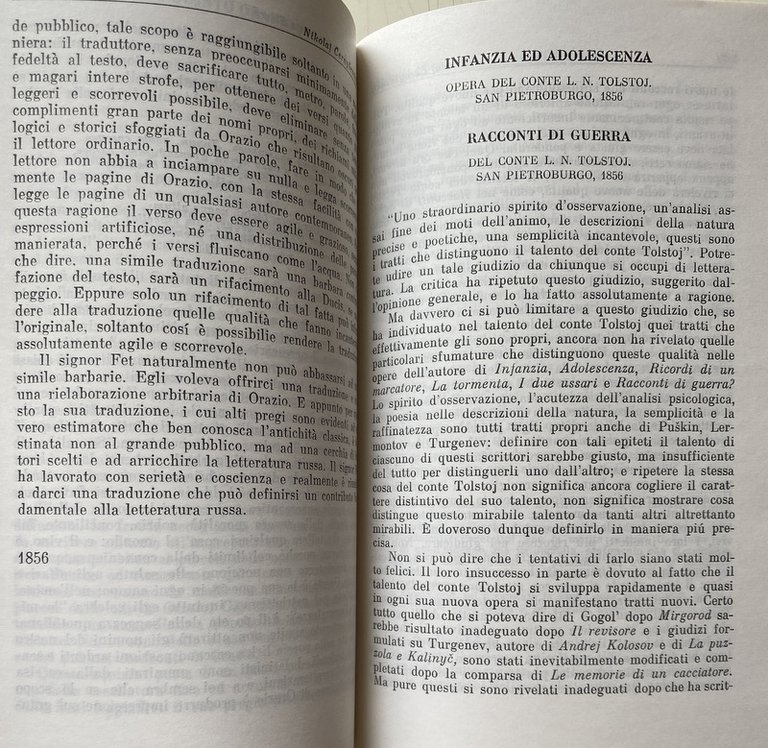 Nikolaj
de pubblico, tale scopo è raggiungibile soltanto in una
niera: il traduttore, senza preoccuparsi minimamente
fedeltà al testo, deve sacrificare tutto, metro, parole
e magari intere strofe, per ottenere dei versi quanto
leggeri e scorrevoli possibile, deve eliminare senza
complimenti gran parte dei nomi propri, dei richiami
logici e storici sfoggiati da Orazio che risultano oscuri
il lettore ordinario. In poche parole, fare in modo che
lettore non abbia a inciampare su nulla e legga
mente le pagine di Orazio, con la stessa facilità con
legge le pagine di un qualsiasi autore contemporaneo
questa ragione il verso deve essere agile e grazioso,
espressioni artificiose, né una distribuzione delle
manierata, perché i versi fluiscano come l'acqua.
che dire, una simile traduzione sarà una barbara
fazione del testo, sarà un rifacimento alla Ducis, se
peggio. Eppure solo un rifacimento di tal fatta può
dere alla traduzione quelle qualità che fanno
l'originale, soltanto cosí è possibilie rendere la
assolutamente agile e scorrevole.
Il signor Fet naturalmente non può abbassarsi ad
simile barbarie. Egli voleva offrirci una traduzione
una rielaborazione arbitraria di Orazio. E appunto per
sto la sua traduzione, i cui alti pregi sono evidenti ad
vero estimatore che ben conosca l'antichità classica,
stinata non al grande pubblico, ma ad una cerchia di
tori scelti e ad arricchire la letteratura russa. Il signor
ha lavorato con serietà e coscienza e realmente è
a darci una traduzione che può definirsi un contributo
damentale alla letteratura russa.
1856
INFANZIA ED ADOLESCENZA
OPERA DEL CONTE L. N. TOLSTOJ.
SAN PIETROBURGO, 1856
RACCONTI DI GUERRA
DEL CONTE L. N. TOLSTOJ.
SAN PIETROBURGO, 1856
"Uno straordinario spirito d'osservazione, un'analisi as-
sai fine dei moti dell'animo, le descrizioni della natura
precise e poetiche, una semplicità incantevole, questi sono
i tratti che distinguono il talento del conte Tolstoj". Potre-
te udire un tale giudizio da chiunque si occupi di lettera-
tura. La critica ha ripetuto questo giudizio, suggerito dal-
l'opinione generale, e lo ha fatto assolutamente a ragione.
Ma davvero ci si può limitare a questo giudizio che, se
ha individuato nel talento del conte Tolstoj quei tratti che
effettivamente gli sono propri, ancora non ha rivelato quelle
particolari sfumature che distinguono queste qualità nelle
opere dell'autore di Infanzia, Adolescenza, Ricordi di un
marcatore, La tormenta, I due ussari e Racconti di guerra?
Lo spirito d'osservazione, l'acutezza dell'analisi psicologica,
la poesia nelle descrizioni della natura, la semplicità e la
raffinatezza sono tutti tratti propri anche di Puškin, Ler-
montov e Turgenev: definire con tali epiteti il talento di
ciascuno di questi scrittori sarebbe giusto, ma insufficiente
del tutto per distinguerli uno dall'altro; e ripetere la stessa
cosa del conte Tolstoj non significa ancora cogliere il carat-
tere distintivo del suo talento, non significa mostrare cosa
distingue questo mirabile talento da tanti altri altrettanto
mirabili. È doveroso dunque definirlo in maniera piú pre-
cisa.
Non si può dire che i tentativi di farlo siano stati mol-
to felici. Il loro insuccesso in parte è dovuto al fatto che il
talento del conte Tolstoj si sviluppa rapidamente e quasi
in ogni sua nuova opera si manifestano tratti nuovi. Certo
tutto quello che si poteva dire di Gogol' dopo Mirgorod sa-
rebbe risultato inadeguato dopo Il revisore e i giudizi for-
mulati su Turgenev, autore di Andrej Kolosov e di La puz-
zola e Kalinyč, sono stati inevitabilmente modificati e com-
pletati dopo la comparsa di Le memorie di un cacciatore.
Ma pure questi si sono rivelati inadeguati dopo che ha scrit-